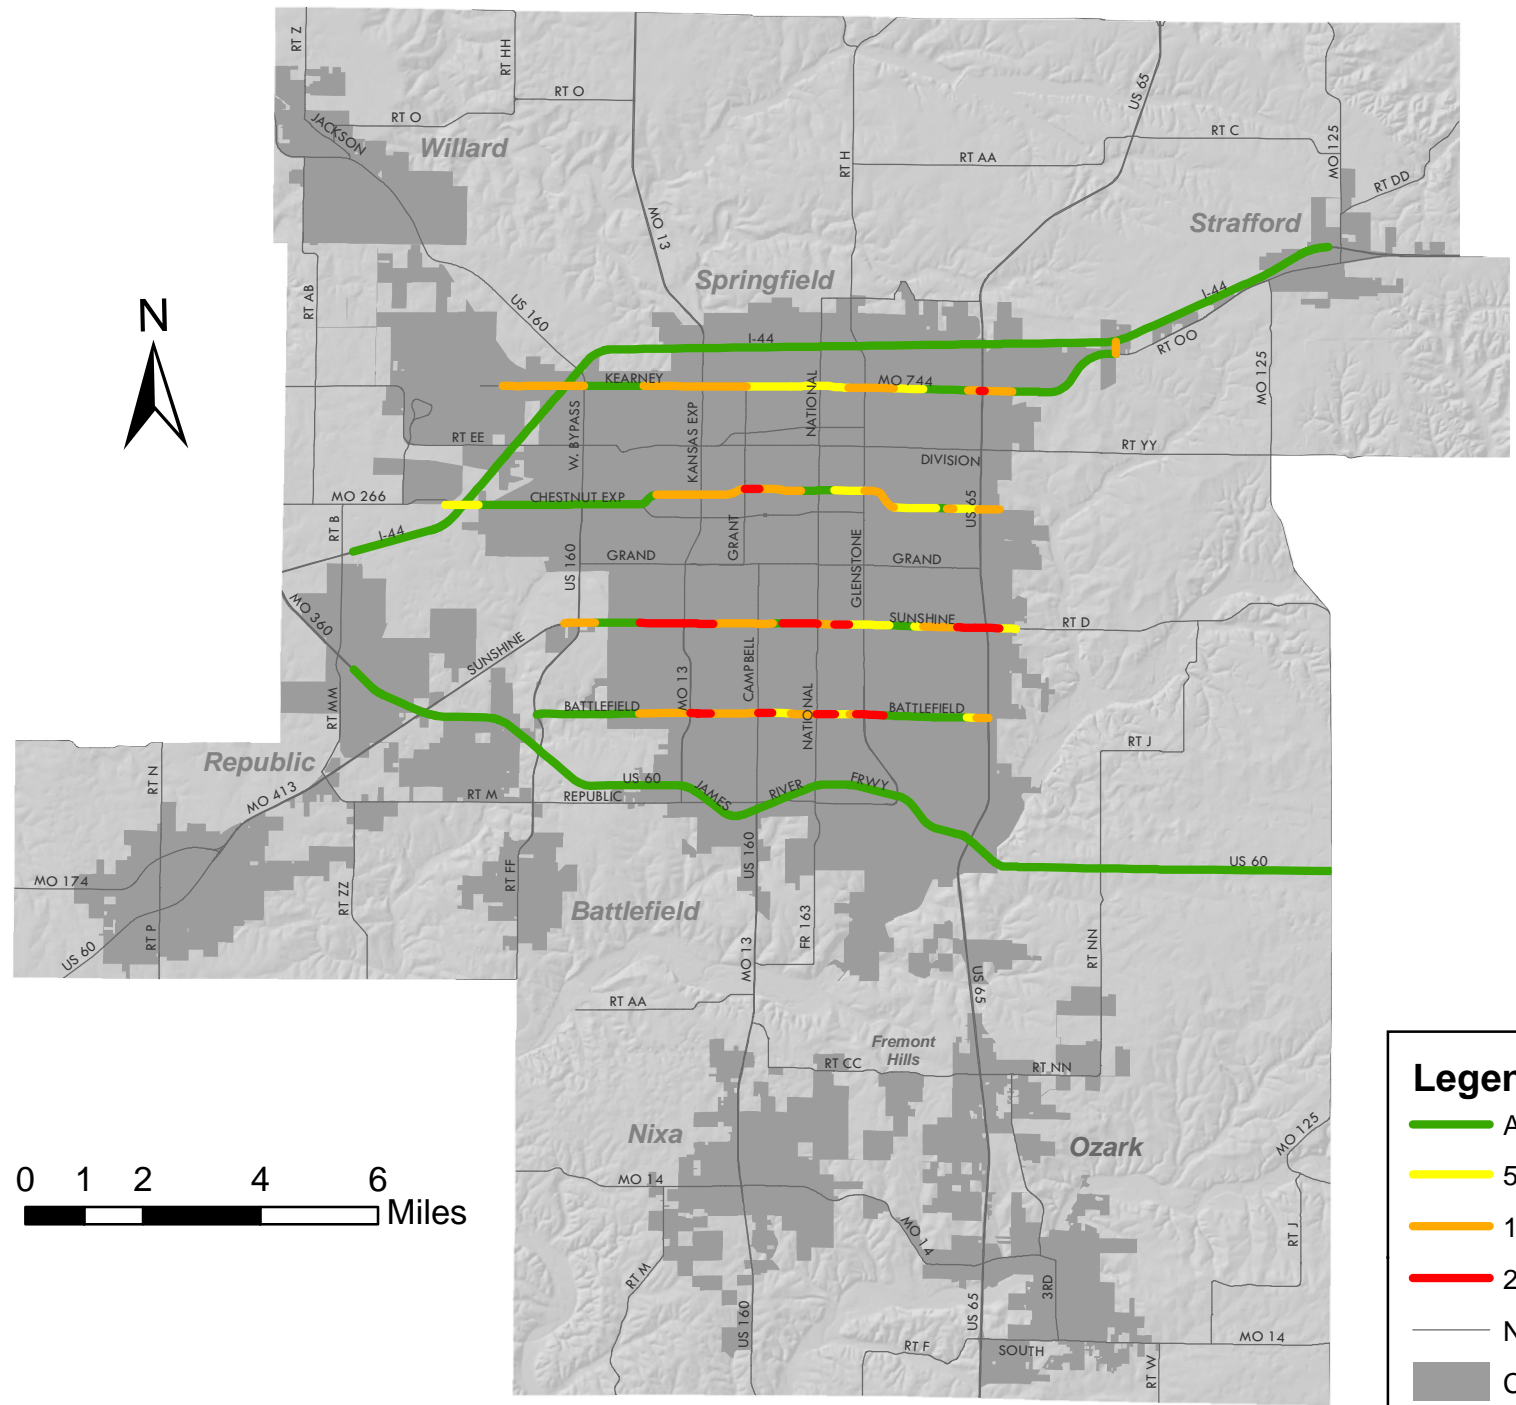 RT Z
RT HH
RT O
RT O
JACKSON
Willard
RT H
US 65
RT C
RT AA
MO 125
RT DD
MO 13
Strafford
Springfield
N
RT AB
US 160
I-44
I-44
RT OO
MO 125
KEARNEY
MO 744
NATIONAL
W. BYPASS
KANSAS EXP
RT EE
RT YY
DIVISION
MO 266
CHESTNUT EXP
US 65
RT B
I-44
GRANT
GLENSTONE
US 160
GRAND
GRAND
MO 360
SUNSHINE
SUNSHINE
RT D
RT MM
MO 13
CAMPBELL
NATIONAL
BATTLEFIELD
BATTLEFIELD
RT J
Republic
RT N
MO 413
US 60
JAMES
RIVER
FRWY
RT M
REPUBLIC
US 160
US 60
RT FF
MO 174
RT ZZ
Battlefield
RT P
US 60
FR 163
MO 13
RT NN
US 65
RT AA
Fremont
Hills
RT CC
RT NN
Nixa
Ozark
MO 125
MO 14
0 1 2 4 6
Miles
MO 14
RT J
RT M
3RD
US 160
US 65
RT F
SOUTH
MO 14
RT W
Legen
A
5
1
2
N
C